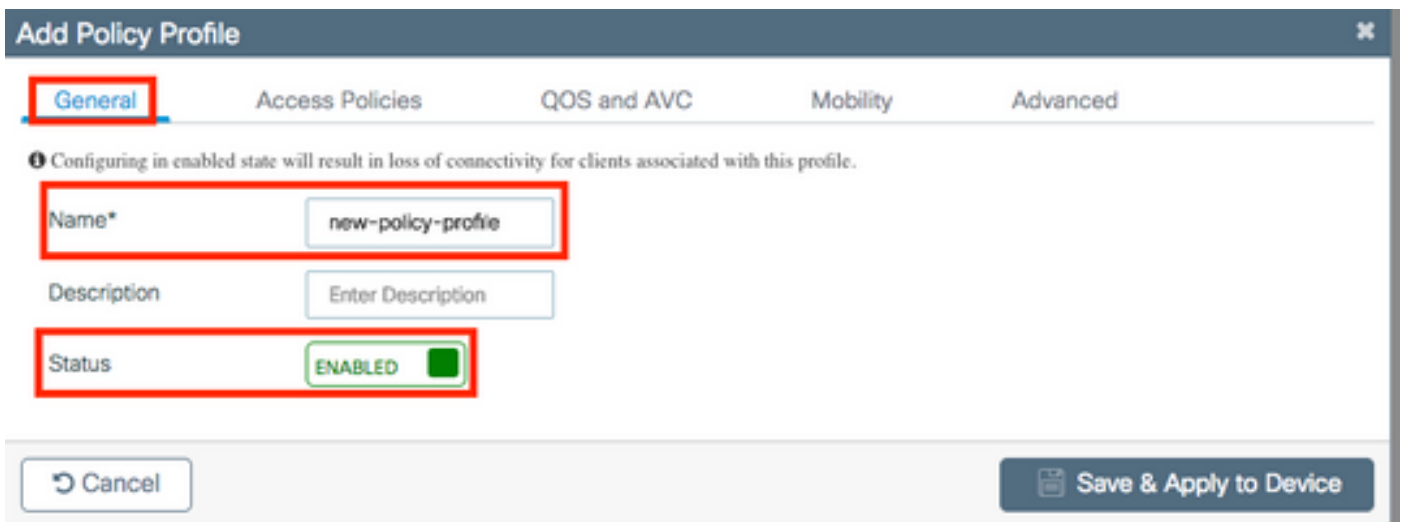 Add Policy Profile
General Access Policies QOS and AVC Mobility Advanced
Configuring in enabled state will result in loss of connectivity for clients associated with this profile.
Name* new-policy-profile
Description Enter Description
Status ENABLED
Cancel Save & Apply to Device